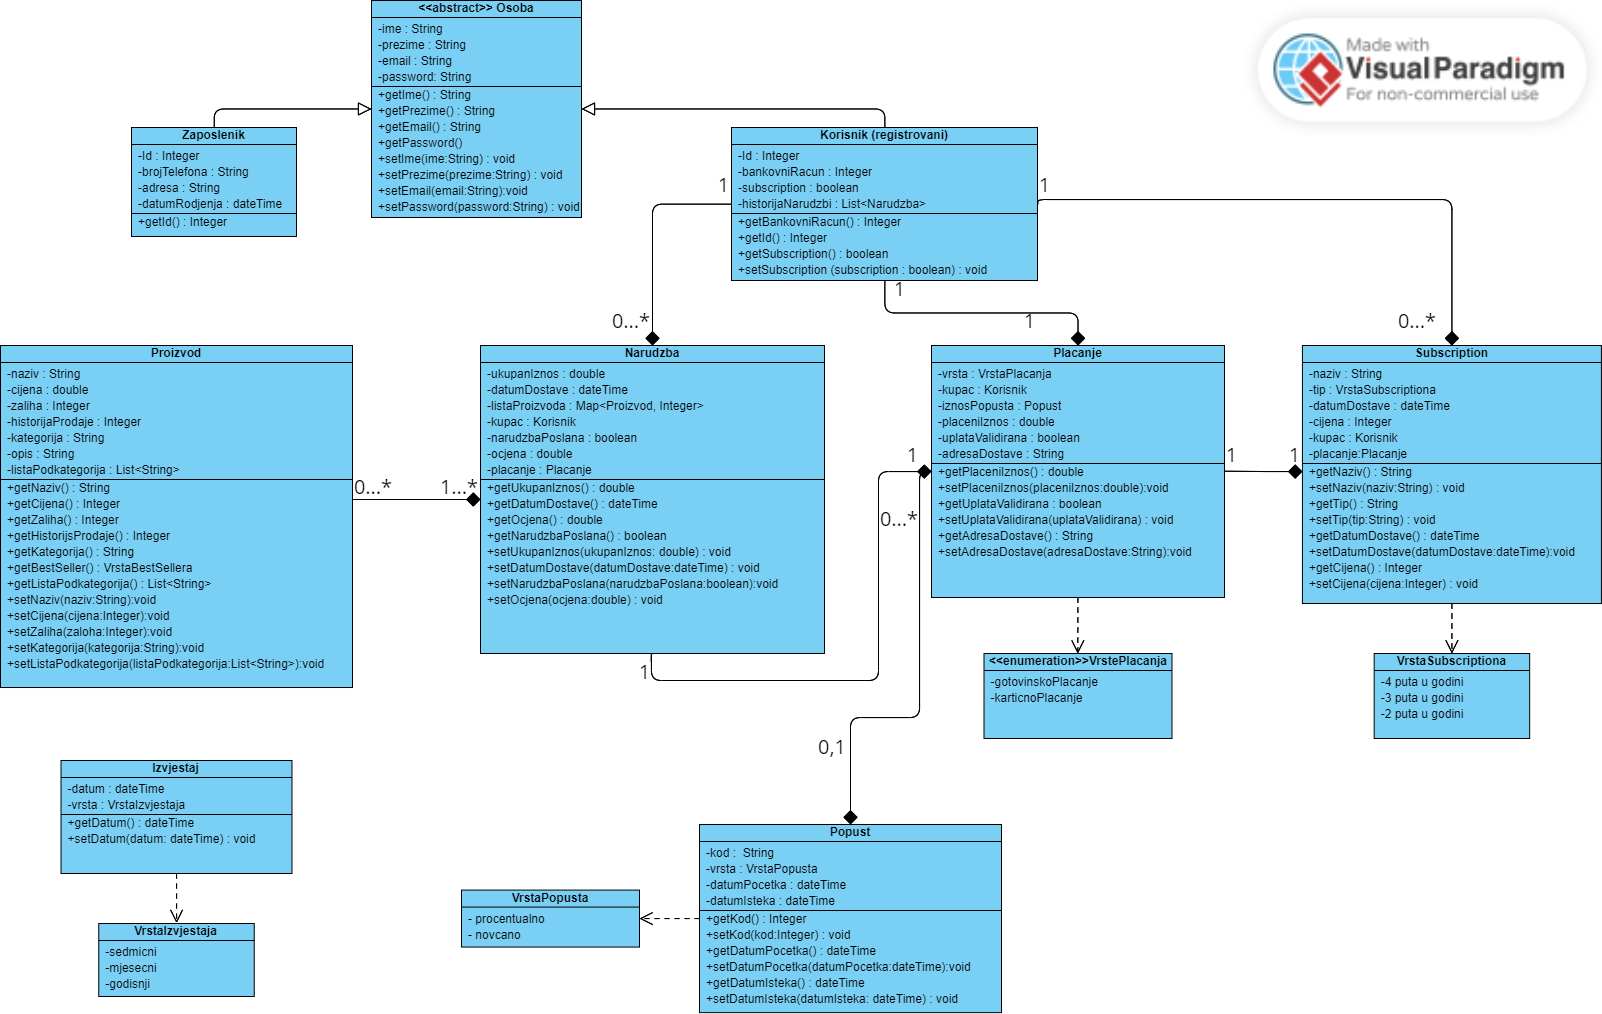 <<abstract>> Osoba
-ime : String
-prezime : String
-email : String
-password: String
+getIme() : String
+getPrezime() : String
+getEmail() : String
+getPassword()
+setIme(ime:String) : void
+setPrezime(prezime:String) : void
+setEmail(email:String):void
+setPassword(password:String) : void
Made with
VisualParadigm
For non-commercial use
Zaposlenik
-Id : Integer
-brojTelefona : String
-adresa : String
-datumRodjenja : dateTime
+getId() : Integer
Korisnik (registrovani)
-Id : Integer
-bankovniRacun : Integer
-subscription : boolean
-historijaNarudzbi : List<Narudzba>
+getBankovniRacun() : Integer
+getId() : Integer
+getSubscription() : boolean
+setSubscription (subscription : boolean) : void
1
1
1
0...*
1
0...*
Proizvod
-naziv : String
-cijena : double
-zaliha : Integer
-historijaProdaje : Integer
-kategorija : String
-opis : String
-listaPodkategorija : List<String>
+getNaziv() : String
+getCijena() : Integer
+getZaliha() : Integer
+getHistorijsProdaje() : Integer
+getKategorija() : String
+getBestSeller() : VrstaBestSellera
+getListaPodkategorija() : List<String>
+setNaziv(naziv:String):void
+setCijena(cijena:Integer):void
+setZaliha(zaloha:Integer):void
+setKategorija(kategorija:String):void
+setListaPodkategorija(listaPodkategorija:List<String>):void
0...*
1...*
Narudzba
-ukupanIznos : double
-datumDostave : dateTime
-listaProizvoda : Map<Proizvod, Integer>
-kupac : Korisnik
-narudzbaPoslana : boolean
-ocjena : double
-placanje : Placanje
+getUkupanIznos() : double
+getDatumDostave() : dateTime
+getOcjena() : double
+getNarudzbaPoslana() : boolean
+setUkupanIznos(ukupanIznos: double) : void
+setDatumDostave(datumDostave:dateTime) : void
+setNarudzbaPoslana(narudzbaPoslana:boolean):void
+setOcjena(ocjena:double) : void
1
1
0...*
Placanje
-vrsta : VrstaPlacanja
-kupac : Korisnik
-iznosPopusta : Popust
-placeniIznos : double
-uplataValidirana : boolean
-adresaDostave : String
+getPlaceniIznos() : double
+setPlaceniIznos(placeniIznos:double):void
+getUplataValidirana : boolean
+setUplataValidirana(uplataValidirana) : void
+getAdresaDostave() : String
+setAdresaDostave(adresaDostave:String):void
1
1
Subscription
-naziv : String
-tip : VrstaSubscriptiona
-datumDostave : dateTime
-cijena : Integer
-kupac : Korisnik
-placanje:Placanje
+getNaziv() : String
+setNaziv(naziv:String) : void
+getTip() : String
+setTip(tip:String) : void
+getDatumDostave() : dateTime
+setDatumDostave(datumDostave:dateTime):void
+getCijena() : Integer
+setCijena(cijena:Integer) : void
<<enumeration>>VrstePlacanja
-gotovinskoPlacanje
-karticnoPlacanje
VrstaSubscriptiona
-4 puta u godini
-3 puta u godini
-2 puta u godini
0,1
Izvjestaj
-datum : dateTime
-vrsta : VrstaIzvjestaja
+getDatum() : dateTime
+setDatum(datum: dateTime) : void
VrstaIzvjestaja
-sedmicni
-mjesecni
-godisnji
VrstaPopusta
- procentualno
- novcano
Popust
-kod :  String
-vrsta : VrstaPopusta
-datumPocetka : dateTime
-datumIsteka : dateTime
+getKod() : Integer
+setKod(kod:Integer) : void
+getDatumPocetka() : dateTime
+setDatumPocetka(datumPocetka:dateTime):void
+getDatumIsteka() : dateTime
+setDatumIsteka(datumIsteka: dateTime) : void